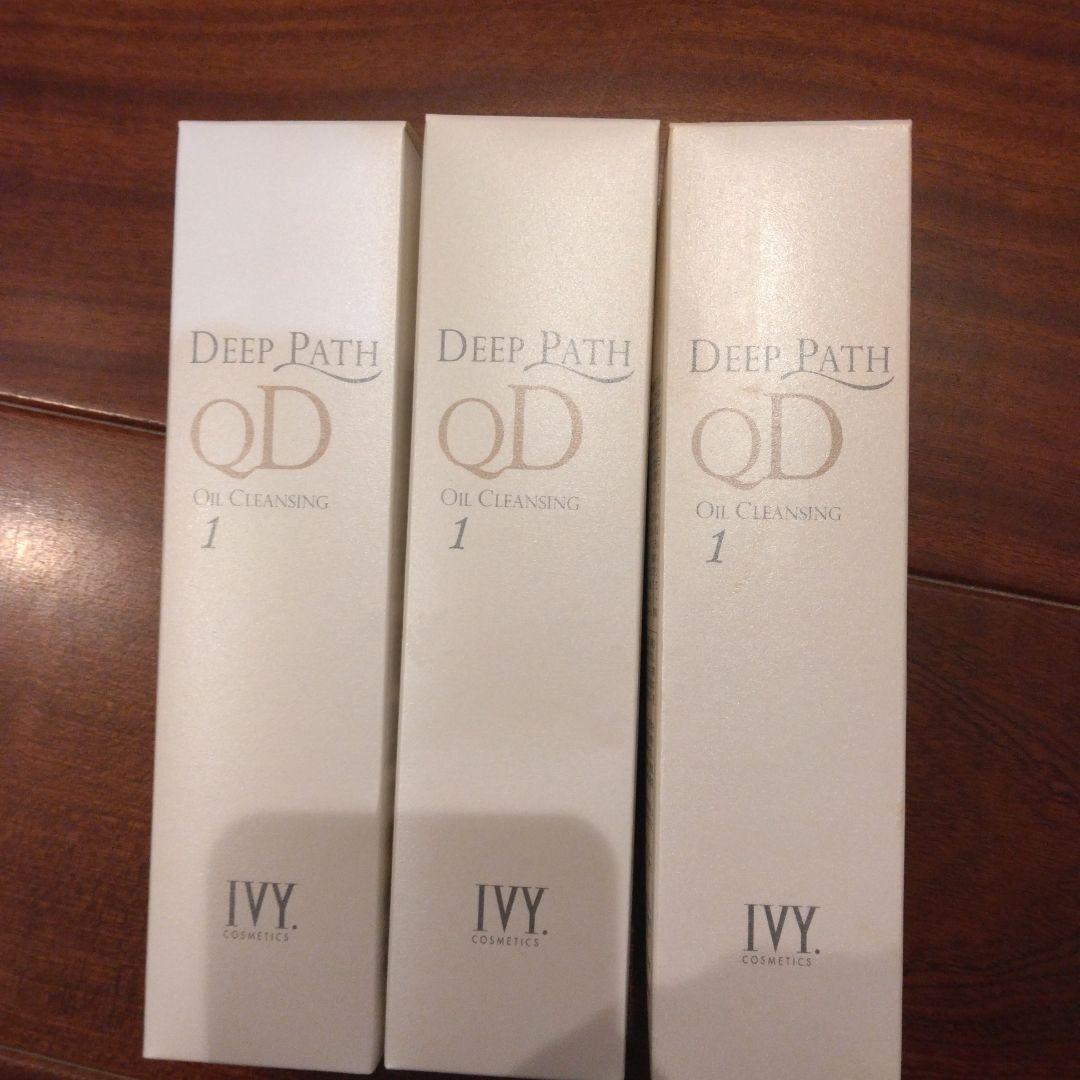 DEEP PATH
QD
OIL CLEANSING
1
IVY.
COSMETICS
DEEP PATH
QD
OIL CLEANSING
1
IVY.
COSMETICS
DEEP PATH
QD
OIL CLEANSING
1
IVY.
COSMETICS